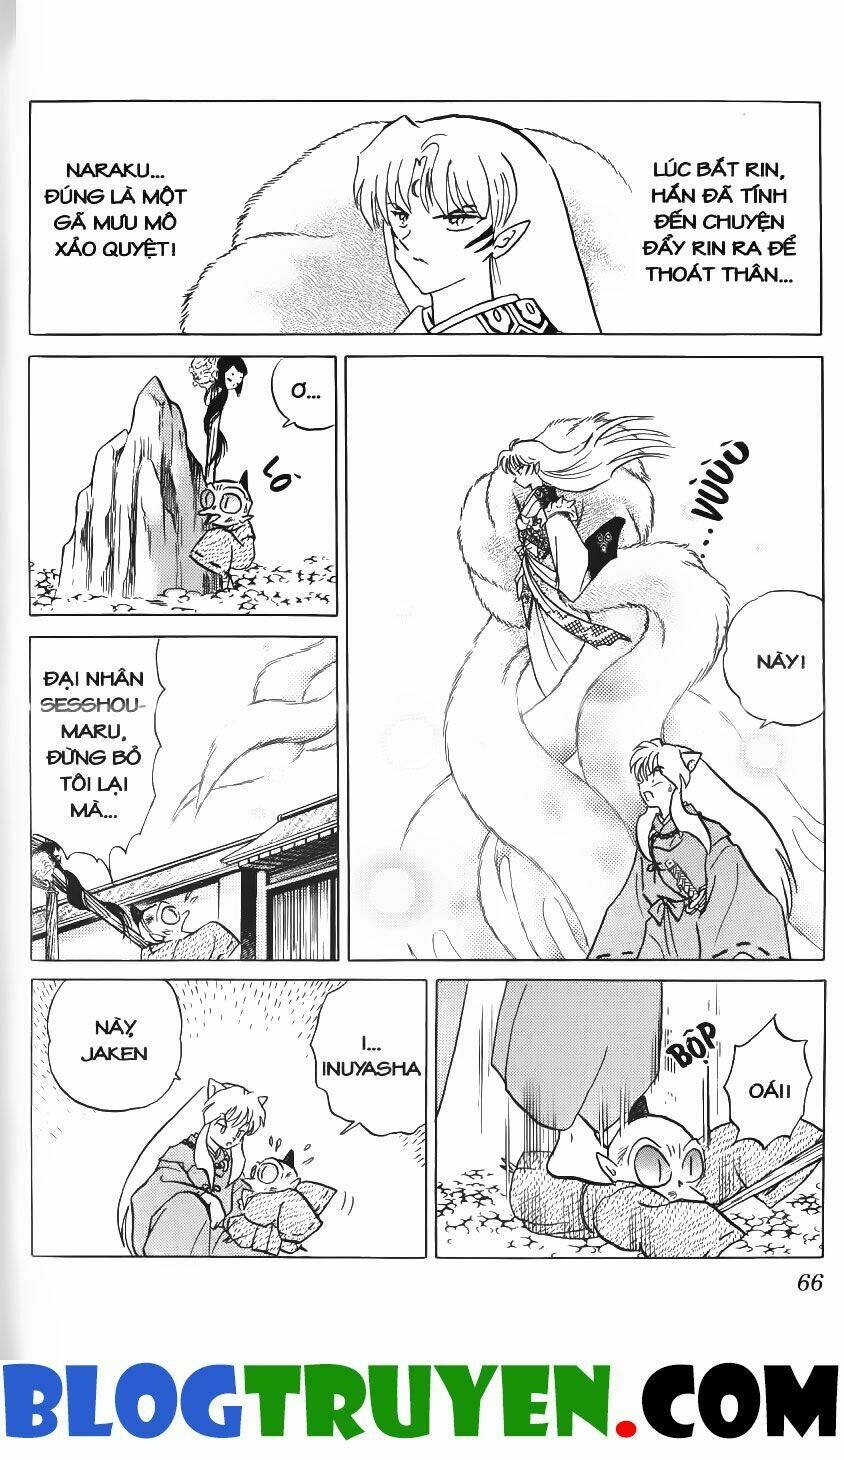 LÚC BẮT RIN,
HẮN ĐÃ TÍNH
ĐẾN CHUYỆN
ĐẨY RIN RA ĐỂ
THOÁT THÂN...
NARAKU...
ĐÚNG LÀ MỘT
GÃ MƯU MÔ
XẢO QUYỆT!
Ơ...
LÒ
...VÙÙÙ
NÀY!
ĐẠI NHÂN
SESSHOU-
MARU,
ĐỪNG BỎ
TÔI LẠI
MÀ...
NÀY,
JAKEN
I...
INUYASHA
BỘP
OÁI!
66
BLOGTRUYEN.COM